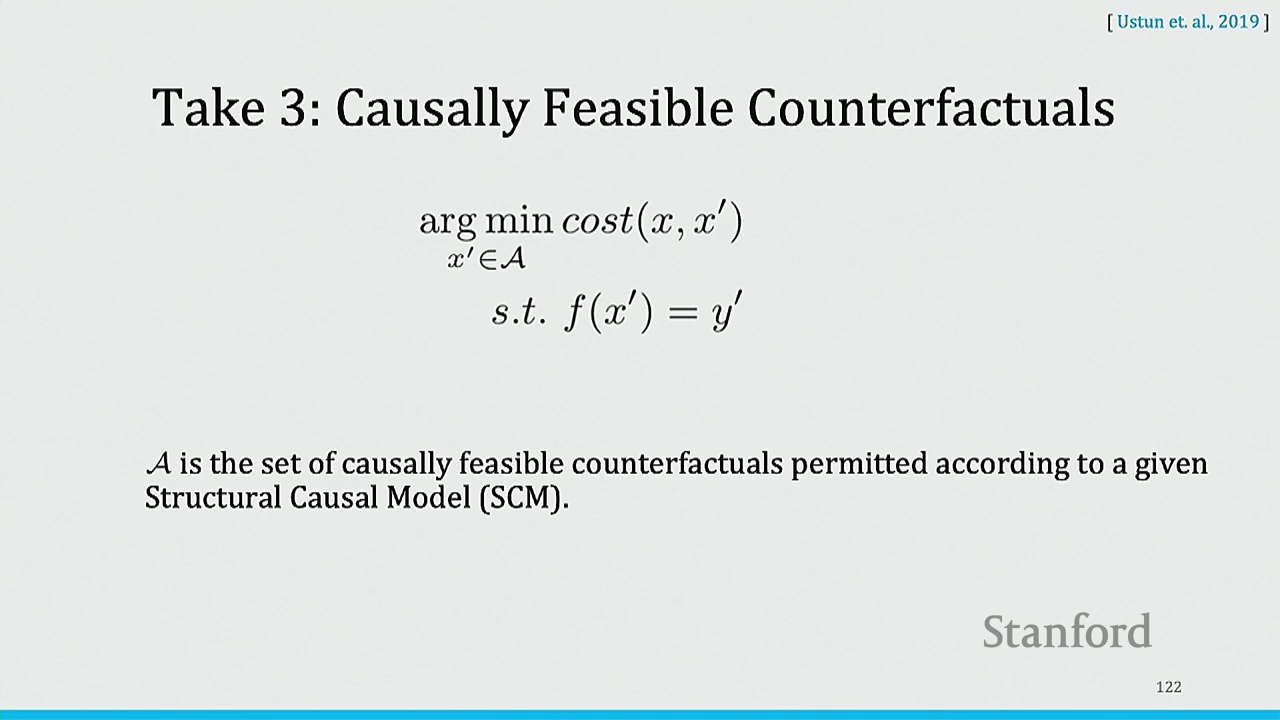 [ Ustun et. al., 2019 ]
Take 3: Causally Feasible Counterfactuals
arg min cost(x, x′)
x′∈𝒜
s.t. f(x′) = y′
𝒜 is the set of causally feasible counterfactuals permitted according to a given
Structural Causal Model (SCM).
Stanford
122